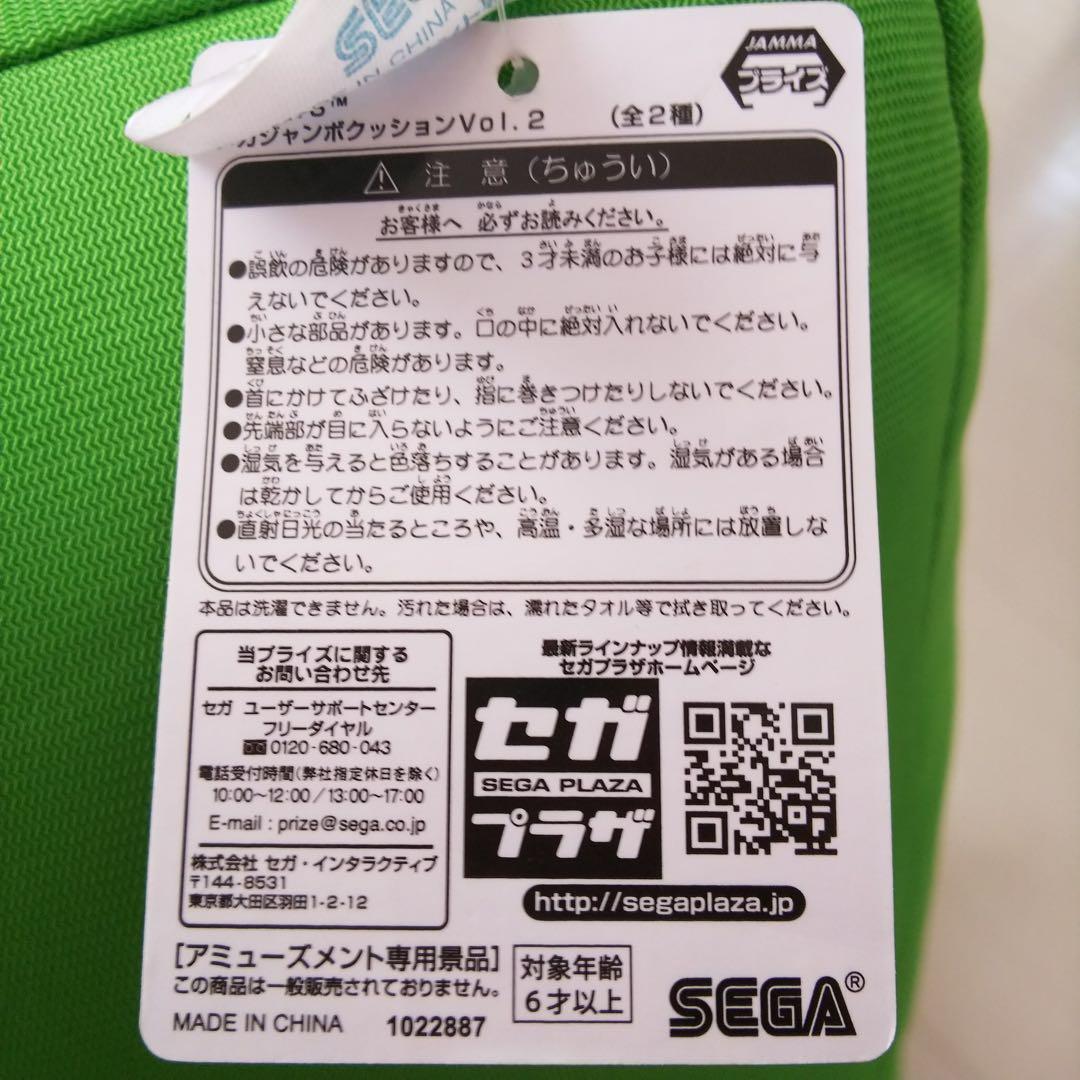 SEGA
IN CHINA
JAMMA
プライズ
S™
ガジャンボクッションVol.2 （全2種）
注 意（ちゅうい）
お客様へ 必ずお読みください。
●誤飲の危険がありますので、3才未満のお子様には絶対に与
えないでください。
●小さな部品があります。口の中に絶対入れないでください。
窒息などの危険があります。
●首にかけてふざけたり、指に巻きつけたりしないでください。
●先端部が目に入らないようにご注意ください。
●湿気を与えると色落ちすることがあります。湿気がある場合
は乾かしてからご使用ください。
●直射日光の当たるところや、高温・多湿な場所には放置しな
いでください。
本品は洗濯できません。汚れた場合は、濡れたタオル等で拭き取ってください。
当プライズに関する
お問い合わせ先
セガ ユーザーサポートセンター
フリーダイヤル
0120-680-043
電話受付時間（弊社指定休日を除く）
10:00～12:00／13:00～17:00
E-mail : prize@sega.co.jp
株式会社 セガ・インタラクティブ
〒144-8531
東京都大田区羽田1-2-12
最新ラインナップ情報満載な
セガプラザホームページ
セガ
SEGA PLAZA
プラザ
http://segaplaza.jp
［アミューズメント専用景品］
この商品は一般販売されておりません。
MADE IN CHINA 1022887
対象年齢
6才以上
SEGA®